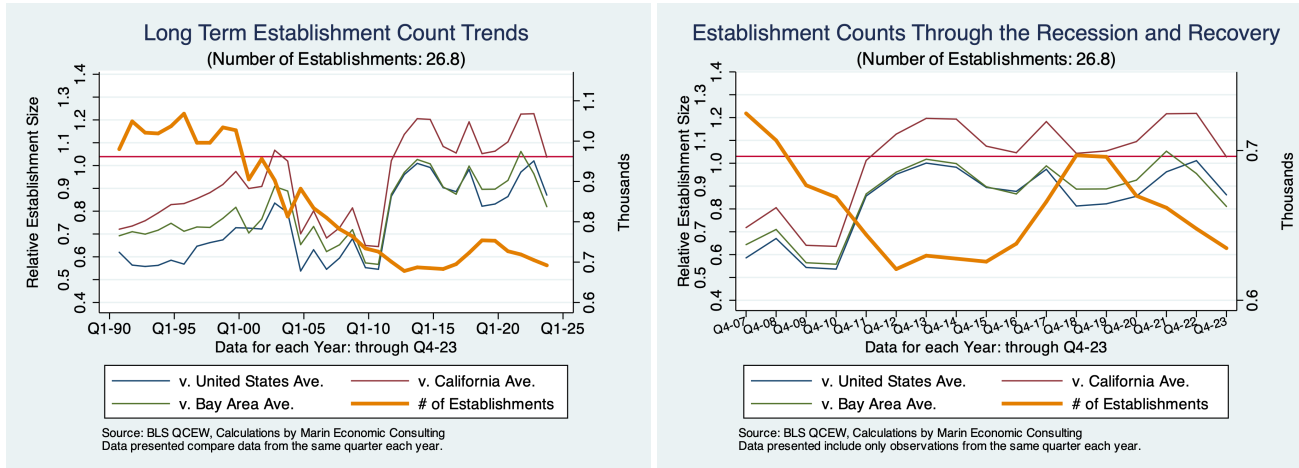 Long Term Establishment Count Trends
(Number of Establishments: 26.8)
Relative Establishment Size
0.4 0.5 0.6 0.7 0.8 0.9 1.0 1.1 1.2 1.3 1.4
0.6 0.7 0.8 0.9 1.0 1.1
Thousands
Q1-90 Q1-95 Q1-00 Q1-05 Q1-10 Q1-15 Q1-20 Q1-25
Data for each Year: through Q4-23
v. United States Ave. v. California Ave.
v. Bay Area Ave. # of Establishments
Source: BLS QCEW, Calculations by Marin Economic Consulting
Data presented compare data from the same quarter each year.
Establishment Counts Through the Recession and Recovery
(Number of Establishments: 26.8)
Relative Establishment Size
0.4 0.5 0.6 0.7 0.8 0.9 1.0 1.1 1.2 1.3 1.4
0.6 0.7
Thousands
Q4-07 Q4-08 Q4-09 Q4-10 Q4-11 Q4-12 Q4-13 Q4-14 Q4-15 Q4-16 Q4-17 Q4-18 Q4-19 Q4-20 Q4-21 Q4-22 Q4-23
Data for each Year: through Q4-23
v. United States Ave. v. California Ave.
v. Bay Area Ave. # of Establishments
Source: BLS QCEW, Calculations by Marin Economic Consulting
Data presented include only observations from the same quarter each year.